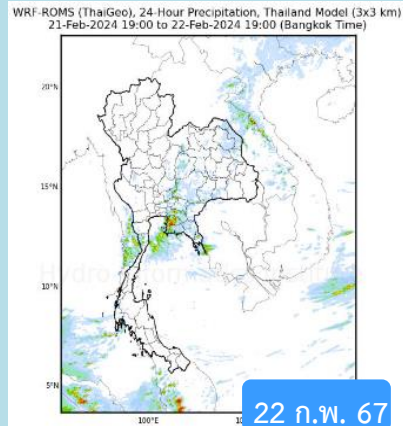 WRF-ROMS (ThaiGeo), 24-Hour Precipitation, Thailand Model (3x3 km)
21-Feb-2024 19:00 to 22-Feb-2024 19:00 (Bangkok Time)
20°N
15°N
10°N
5°N
100°E
22 ก.พ. 67